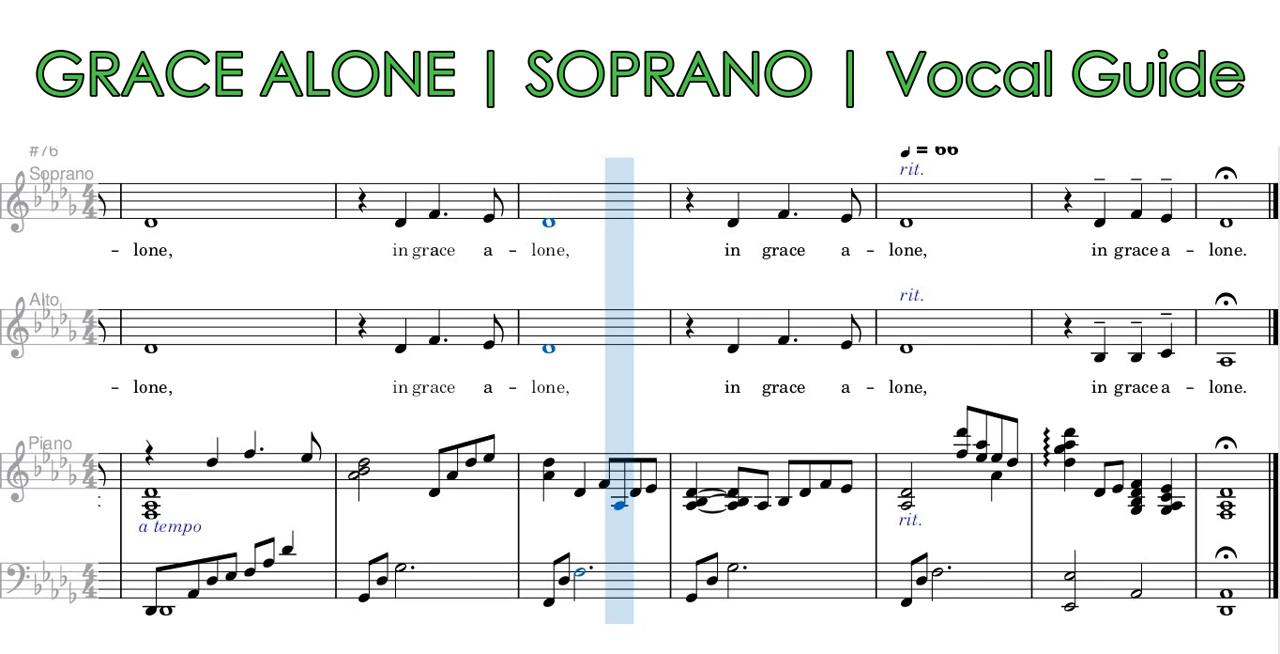 GRACE ALONE | SOPRANO | Vocal Guide
#76
= 66
Soprano
rit.
– lone, in grace a – lone, in grace a – lone, in grace a – lone.
Alto
rit.
– lone, in grace a – lone, in grace a – lone, in grace a – lone.
Piano
a tempo
rit.